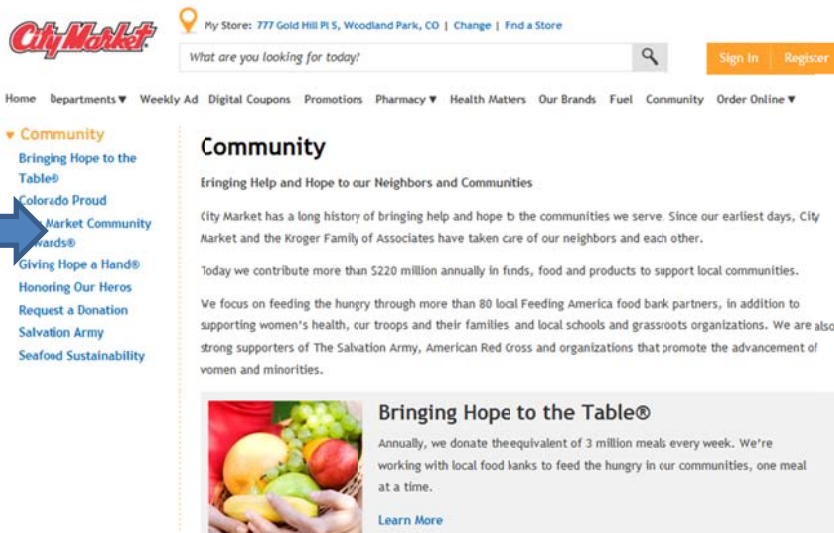 City Market
My Store: 777 Gold Hill Pl S, Woodland Park, CO | Change | Find a Store
What are you looking for today?
Sign In Register
Home Departments▼ Weekly Ad Digital Coupons Promotions Pharmacy▼ Health Matters Our Brands Fuel Community Order Online▼
▼ Community
Bringing Hope to the
Table®
Colorado Proud
Market Community
wards®
Giving Hope a Hand®
Honoring Our Heros
Request a Donation
Salvation Army
Seafood Sustainability
Community
Bringing Help and Hope to our Neighbors and Communities
City Market has a long history of bringing help and hope to the communities we serve. Since our earliest days, City
Market and the Kroger Family of Associates have taken care of our neighbors and each other.
Today we contribute more than $220 million annually in funds, food and products to support local communities.
We focus on feeding the hungry through more than 80 local Feeding America food bank partners, in addition to
supporting women's health, our troops and their families and local schools and grassroots organizations. We are also
strong supporters of The Salvation Army, American Red Cross and organizations that promote the advancement of
women and minorities.
Bringing Hope to the Table®
Annually, we donate the equivalent of 3 million meals every week. We're
working with local food banks to feed the hungry in our communities, one meal
at a time.
Learn More